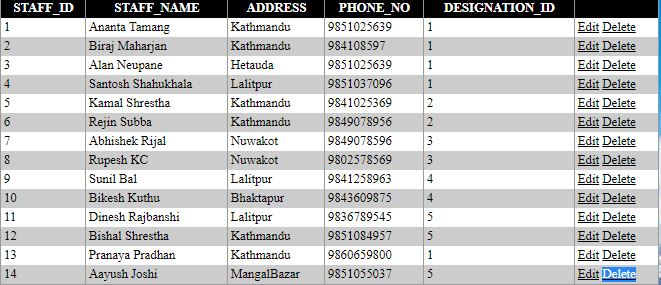 STAFF_ID STAFF_NAME ADDRESS PHONE_NO DESIGNATION_ID
1 Ananta Tamang Kathmandu 9851025639 1 Edit Delete
2 Biraj Maharjan Kathmandu 984108597 1 Edit Delete
3 Alan Neupane Hetauda 9851025639 1 Edit Delete
4 Santosh Shahukhala Lalitpur 9851037096 1 Edit Delete
5 Kamal Shrestha Kathmandu 9841025369 2 Edit Delete
6 Rejin Subba Kathmandu 9849078956 2 Edit Delete
7 Abhishek Rijal Nuwakot 9849078596 3 Edit Delete
8 Rupesh KC Nuwakot 9802578569 3 Edit Delete
9 Sunil Bal Lalitpur 9841258963 4 Edit Delete
10 Bikesh Kuthu Bhaktapur 9843609875 4 Edit Delete
11 Dinesh Rajbanshi Lalitpur 9836789545 5 Edit Delete
12 Bishal Shrestha Kathmandu 9851084957 5 Edit Delete
13 Pranaya Pradhan Kathmandu 9860659800 1 Edit Delete
14 Aayush Joshi MangalBazar 9851055037 5 Edit Delete